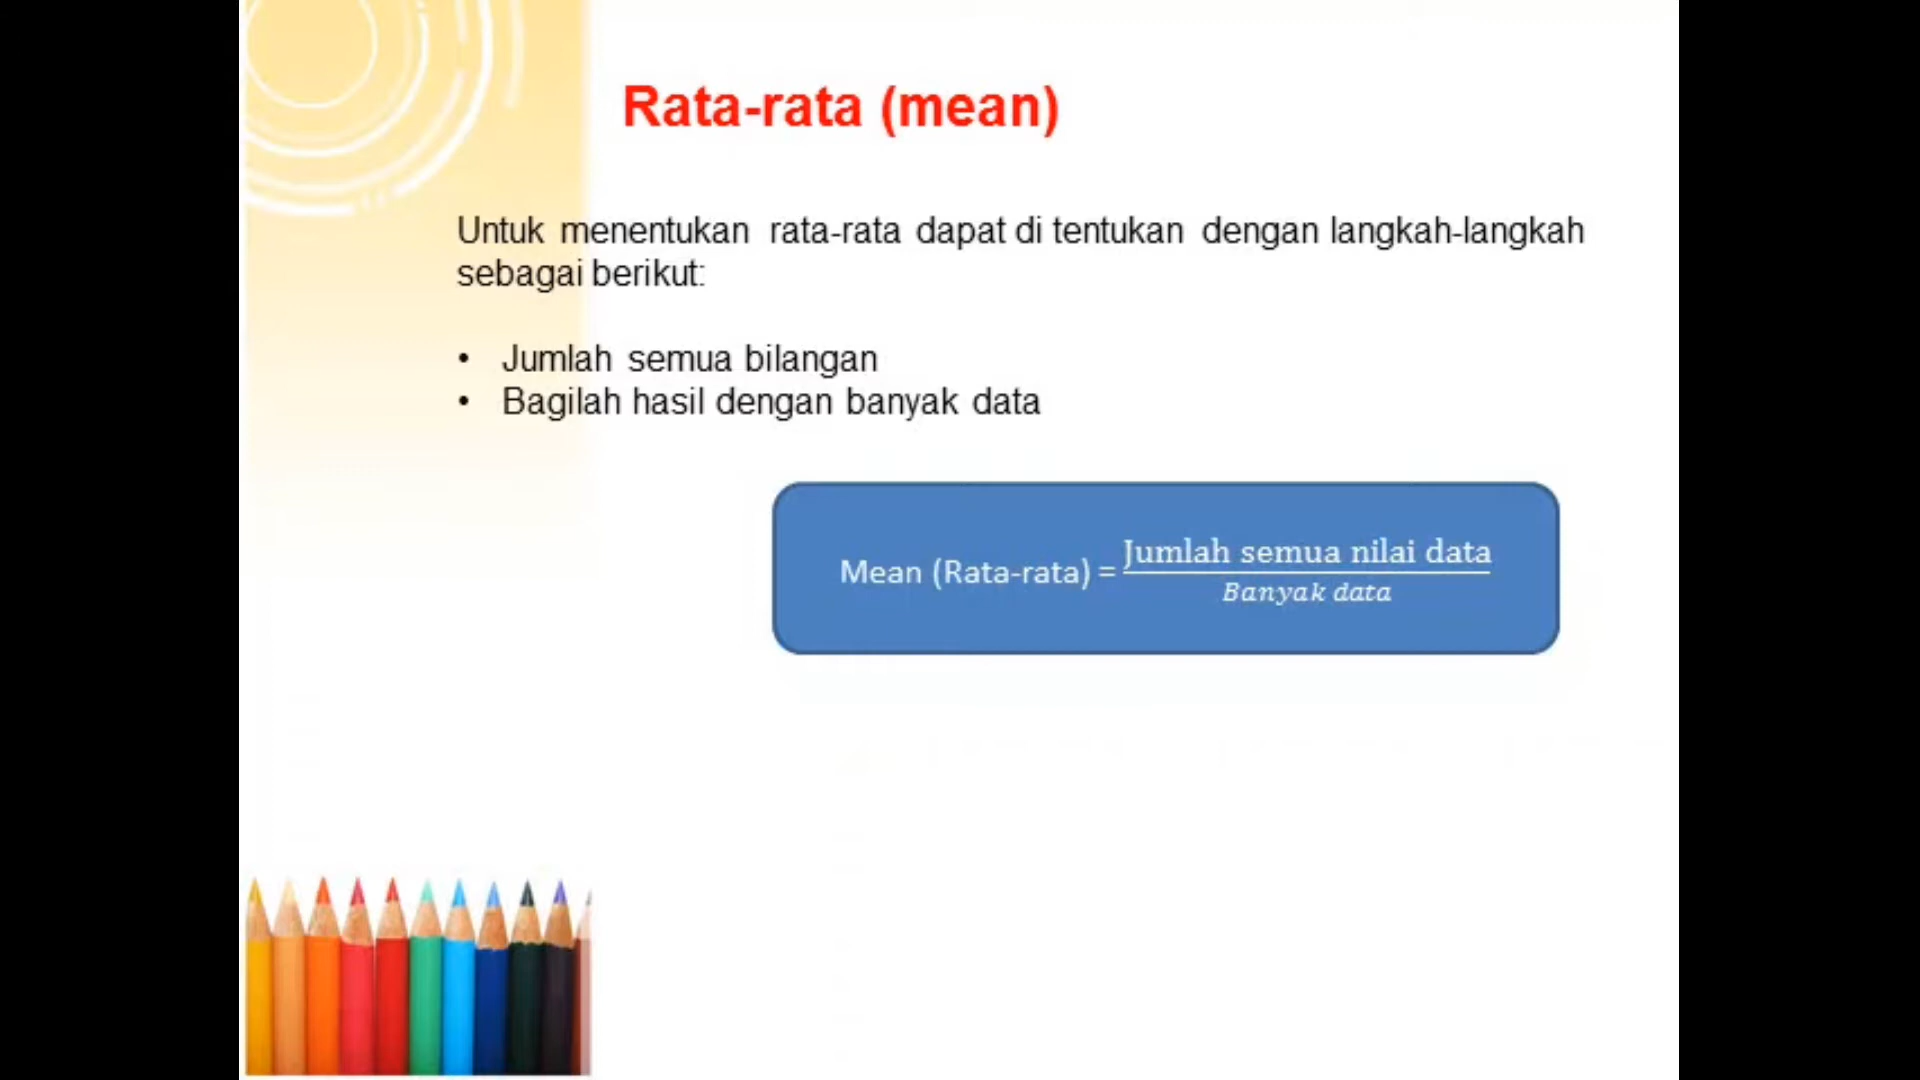 Rata-rata (mean)
Untuk menentukan rata-rata dapat di tentukan dengan langkah-langkah
sebagai berikut:
• Jumlah semua bilangan
• Bagilah hasil dengan banyak data
Mean (Rata-rata) = Jumlah semua nilai data
Banyak data